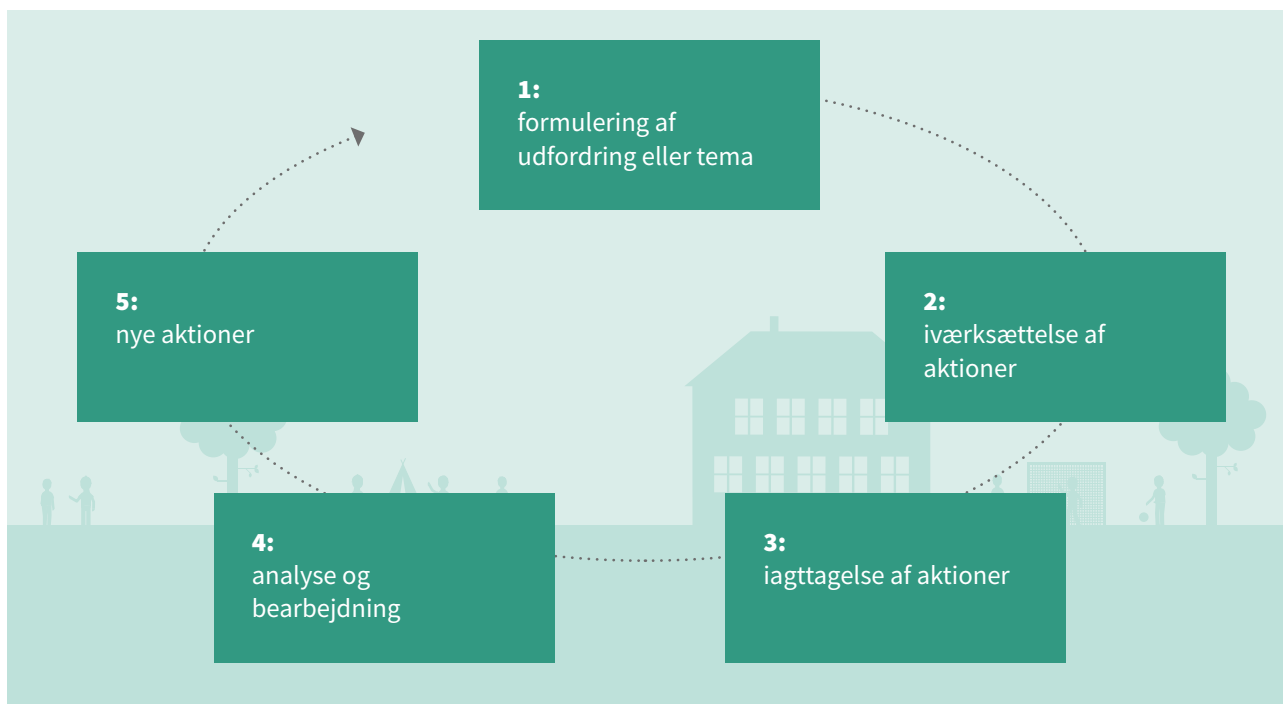 1:
formulering af
udfordring eller tema
2:
iværksættelse af
aktioner
3:
iagttagelse af aktioner
4:
analyse og
bearbejdning
5:
nye aktioner